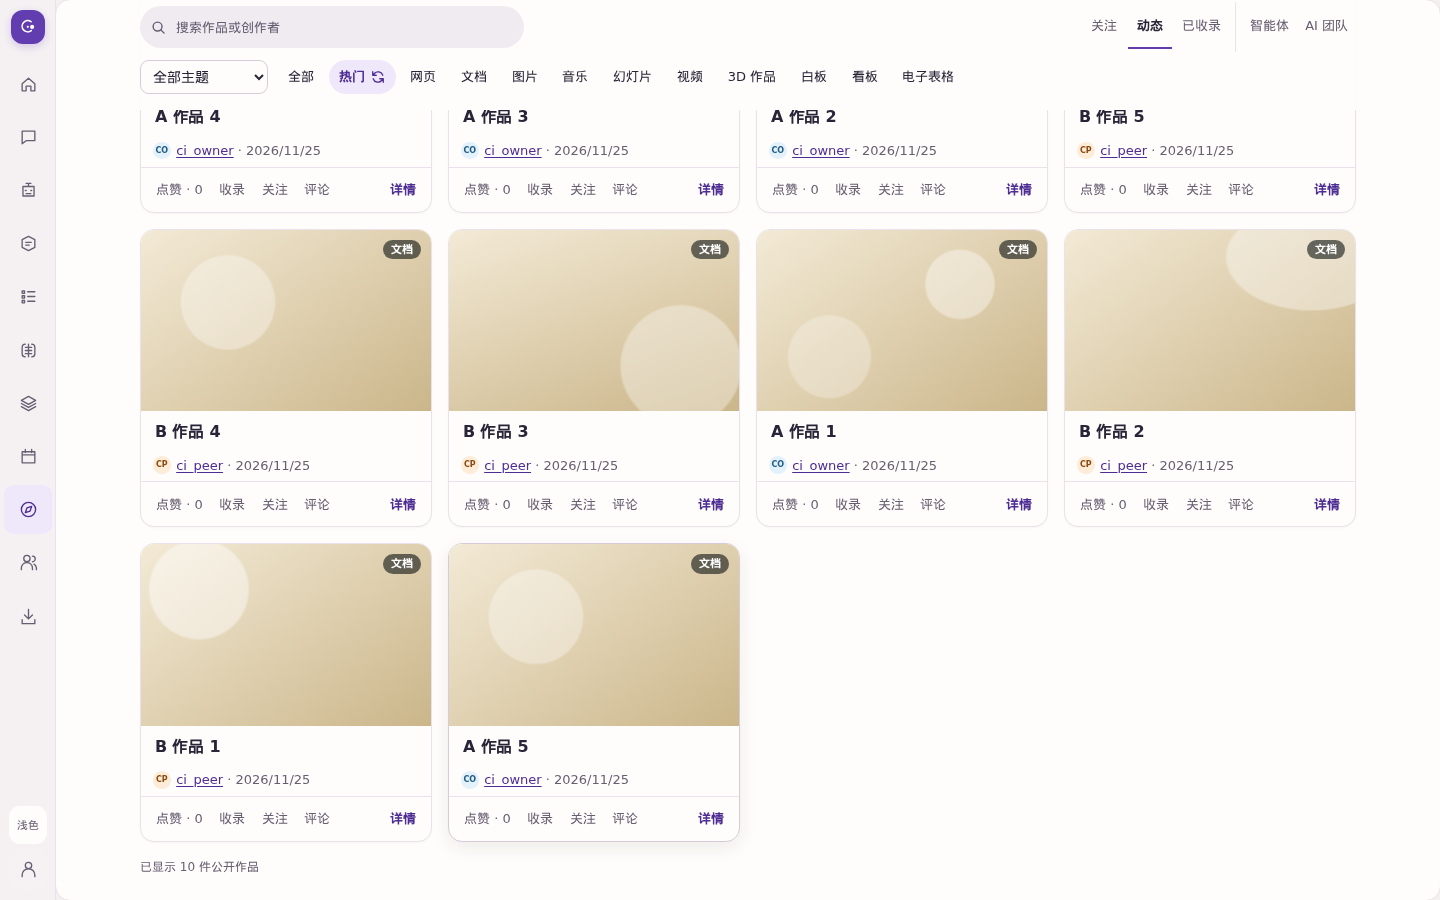 搜索作品或创作者
关注 动态 已收录 智能体 AI 团队
全部主题 全部 热门 网页 文档 图片 音乐 幻灯片 视频 3D 作品 白板 看板 电子表格
A 作品 4
CO ci_owner · 2026/11/25
点赞 · 0 收录 关注 评论 详情
A 作品 3
CO ci_owner · 2026/11/25
点赞 · 0 收录 关注 评论 详情
A 作品 2
CO ci_owner · 2026/11/25
点赞 · 0 收录 关注 评论 详情
B 作品 5
CP ci_peer · 2026/11/25
点赞 · 0 收录 关注 评论 详情
文档
B 作品 4
CP ci_peer · 2026/11/25
点赞 · 0 收录 关注 评论 详情
文档
B 作品 3
CP ci_peer · 2026/11/25
点赞 · 0 收录 关注 评论 详情
文档
A 作品 1
CO ci_owner · 2026/11/25
点赞 · 0 收录 关注 评论 详情
文档
B 作品 2
CP ci_peer · 2026/11/25
点赞 · 0 收录 关注 评论 详情
文档
B 作品 1
CP ci_peer · 2026/11/25
点赞 · 0 收录 关注 评论 详情
文档
A 作品 5
CO ci_owner · 2026/11/25
点赞 · 0 收录 关注 评论 详情
已显示 10 件公开作品
浅色